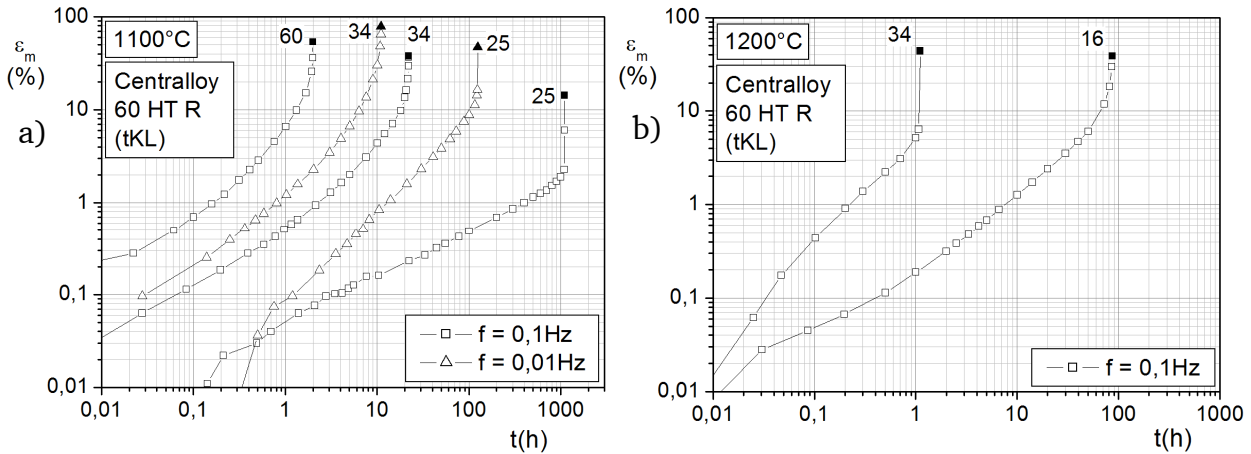 a)
εm
(%)
100
10
1
0,1
0,01
1100°C
Centralloy
60 HT R
(tKL)
60
34
34
25
25
f = 0,1Hz
f = 0,01Hz
0,01 0,1 1 10 100 1000
t(h)
b)
εm
(%)
100
10
1
0,1
0,01
1200°C
Centralloy
60 HT R
(tKL)
34
16
f = 0,1Hz
0,01 0,1 1 10 100 1000
t(h)